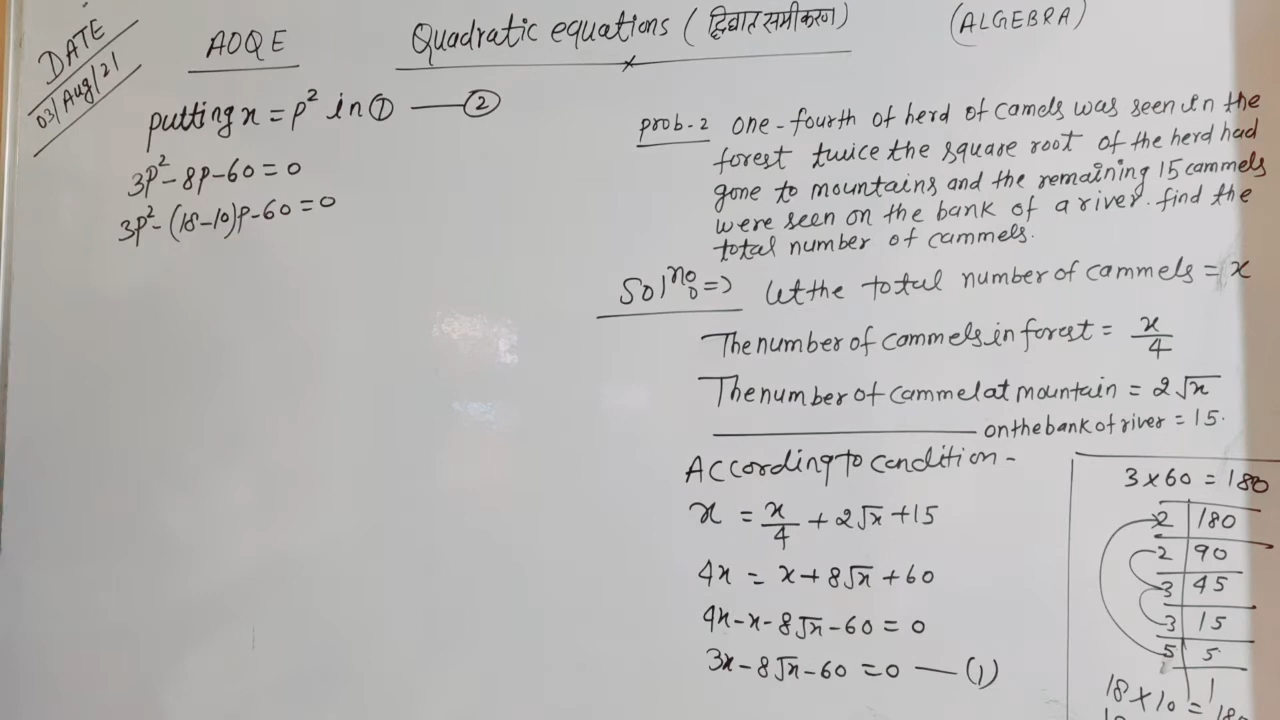 DATE
03/Aug/21
AOQE
Quadratic equations (द्विघात समीकरण)
(ALGEBRA)
putting x = p² in ① — ②
3p² - 8p - 60 = 0
3p² - (18-10)p - 60 = 0
prob-2 one-fourth of herd of camels was seen in the
forest twice the square root of the herd had
gone to mountains and the remaining 15 cammels
were seen on the bank of a river. find the
total number of cammels.
Solⁿo => Let the total number of cammels = x
The number of cammels in forest = x/4
The number of cammel at mountain = 2√x
on the bank of river = 15.
According to condition -
x = x/4 + 2√x + 15
4x = x + 8√x + 60
4x - x - 8√x - 60 = 0
3x - 8√x - 60 = 0 — (1)
3 × 60 = 180
2 | 180
2 | 90
3 | 45
3 | 15
5 | 5
1
18 × 10 = 180